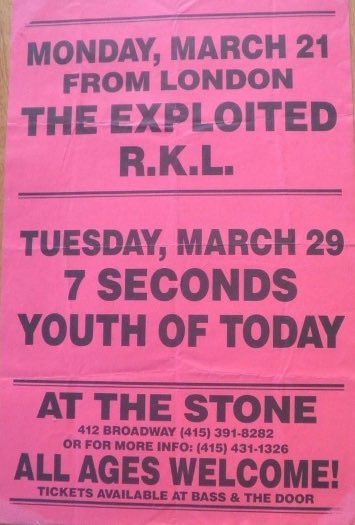 MONDAY, MARCH 21
FROM LONDON
THE EXPLOITED
R.K.L.
TUESDAY, MARCH 29
7 SECONDS
YOUTH OF TODAY
AT THE STONE
412 BROADWAY (415) 391-8282
OR FOR MORE INFO: (415) 431-1326
ALL AGES WELCOME!
TICKETS AVAILABLE AT BASS & THE DOOR